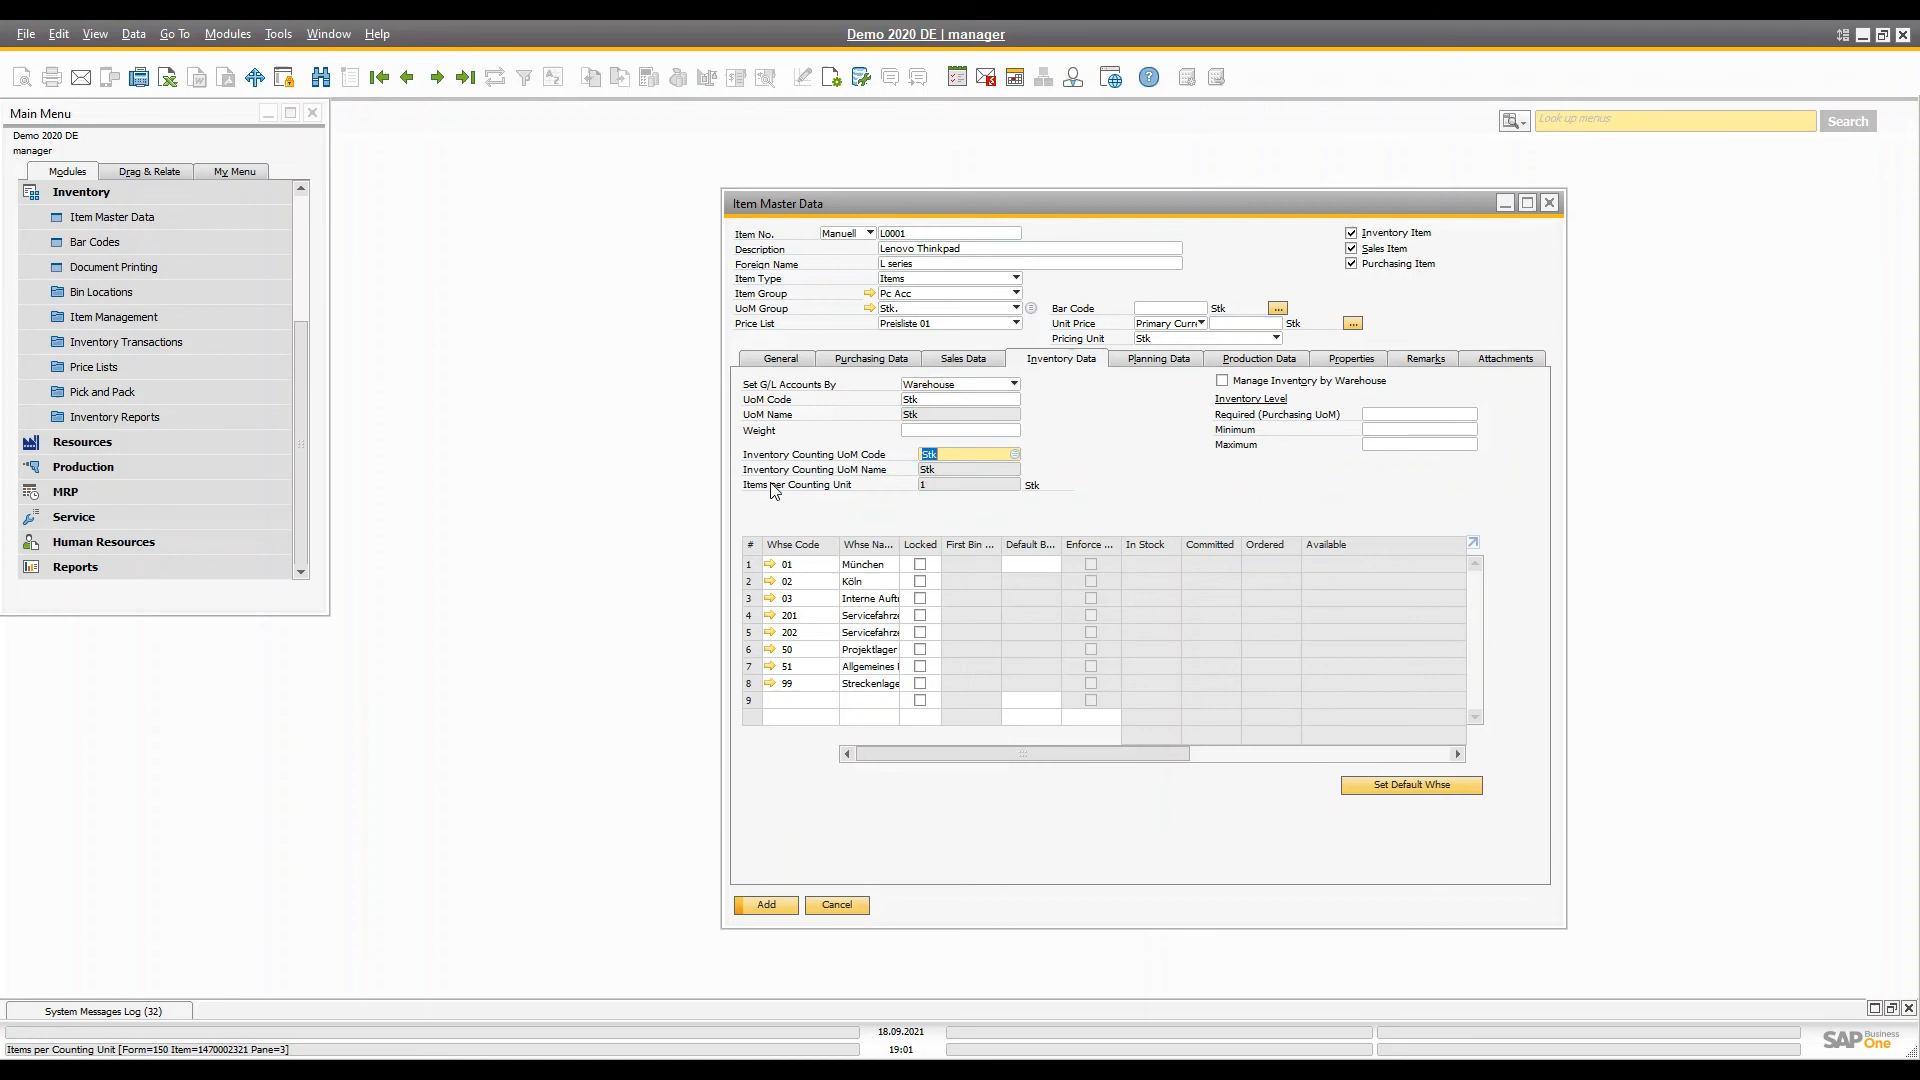 File Edit View Data Go To Modules Tools Window Help
Demo 2020 DE | manager
Main Menu
Demo 2020 DE
manager
Modules Drag & Relate My Menu
Look up menus Search
Inventory
Item Master Data
Bar Codes
Document Printing
Bin Locations
Item Management
Inventory Transactions
Price Lists
Pick and Pack
Inventory Reports
Resources
Production
MRP
Service
Human Resources
Reports
Item Master Data
Item No. Manuell L0001 Inventory Item
Description Lenovo Thinkpad Sales Item
Foreign Name L series Purchasing Item
Item Type Items
Item Group Pc Acc
UoM Group Stk. Bar Code Stk ...
Price List Preisliste 01 Unit Price Primary Curr Stk ...
Pricing Unit Stk
General Purchasing Data Sales Data Inventory Data Planning Data Production Data Properties Remarks Attachments
Set G/L Accounts By Warehouse Manage Inventory by Warehouse
UoM Code Stk Inventory Level
UoM Name Stk Required (Purchasing UoM)
Weight Minimum
Maximum
Inventory Counting UoM Code Stk
Inventory Counting UoM Name Stk
Items per Counting Unit 1 Stk
# Whse Code Whse Na... Locked First Bin ... Default B... Enforce ... In Stock Committed Ordered Available
1 01 München
2 02 Köln
3 03 Interne Auftr
4 201 Servicefahrze
5 202 Servicefahrze
6 50 Projektlager
7 51 Allgemeines
8 99 Streckenlage
9
Set Default Whse
Add Cancel
System Messages Log (32)
18.09.2021
Items per Counting Unit [Form=150 Item=1470002321 Pane=3] 19:01
SAP Business One